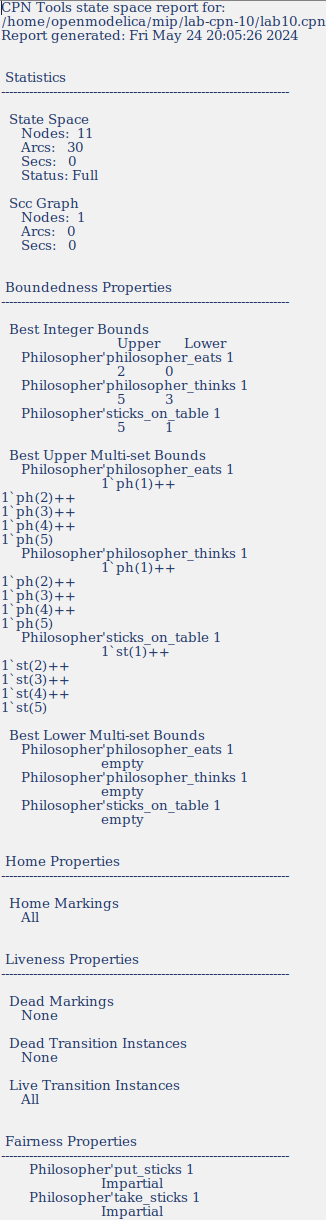 CPN Tools state space report for:
/home/openmodelica/mip/lab-cpn-10/lab10.cpn
Report generated: Fri May 24 20:05:26 2024
Statistics
------------------------------------------------------------------------
State Space
Nodes: 11
Arcs: 30
Secs: 0
Status: Full
Scc Graph
Nodes: 1
Arcs: 0
Secs: 0
Boundedness Properties
------------------------------------------------------------------------
Best Integer Bounds
Upper Lower
Philosopher'philosopher_eats 1
2 0
Philosopher'philosopher_thinks 1
5 3
Philosopher'sticks_on_table 1
5 1
Best Upper Multi-set Bounds
Philosopher'philosopher_eats 1
1`ph(1)++
1`ph(2)++
1`ph(3)++
1`ph(4)++
1`ph(5)
Philosopher'philosopher_thinks 1
1`ph(1)++
1`ph(2)++
1`ph(3)++
1`ph(4)++
1`ph(5)
Philosopher'sticks_on_table 1
1`st(1)++
1`st(2)++
1`st(3)++
1`st(4)++
1`st(5)
Best Lower Multi-set Bounds
Philosopher'philosopher_eats 1
empty
Philosopher'philosopher_thinks 1
empty
Philosopher'sticks_on_table 1
empty
Home Properties
------------------------------------------------------------------------
Home Markings
All
Liveness Properties
------------------------------------------------------------------------
Dead Markings
None
Dead Transition Instances
None
Live Transition Instances
All
Fairness Properties
------------------------------------------------------------------------
Philosopher'put_sticks 1
Impartial
Philosopher'take_sticks 1
Impartial